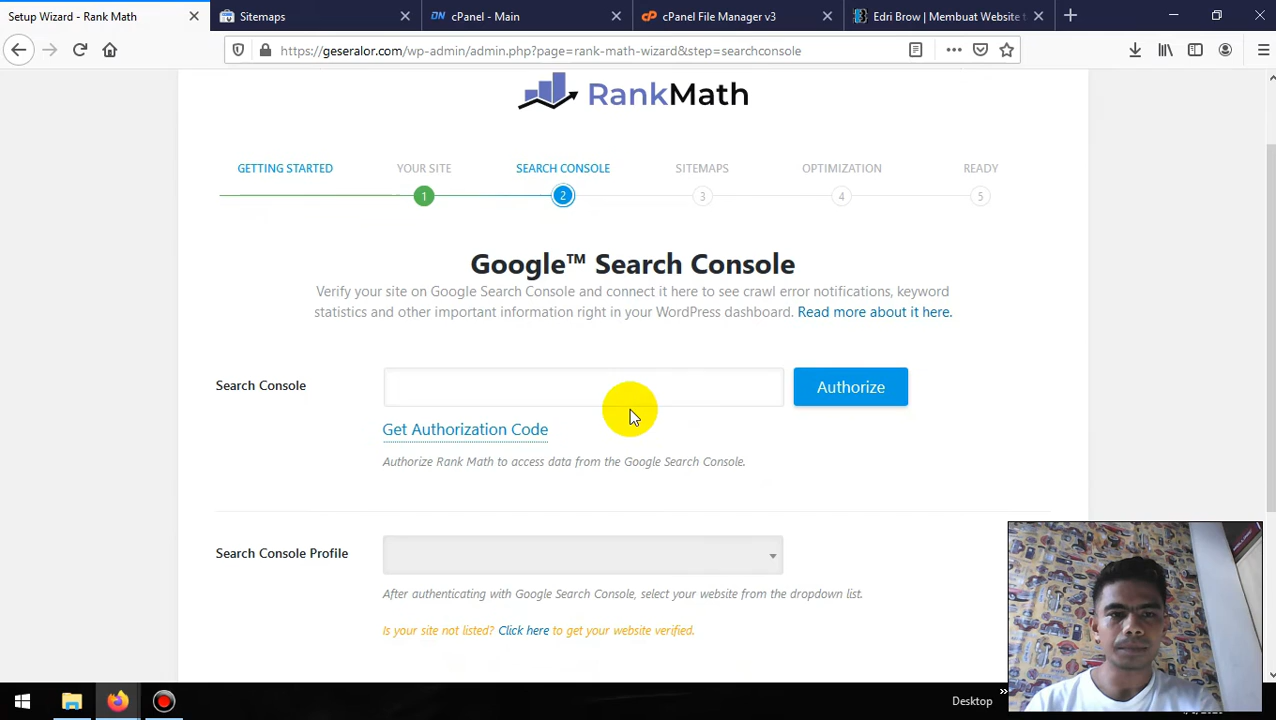 Setup Wizard - Rank Math
Sitemaps
cPanel - Main
cPanel File Manager v3
Edri Brow | Membuat Website
https://geseralor.com/wp-admin/admin.php?page=rank-math-wizard&step=searchconsole
RankMath
GETTING STARTED
YOUR SITE
SEARCH CONSOLE
SITEMAPS
OPTIMIZATION
READY
1
2
3
4
5
Google™ Search Console
Verify your site on Google Search Console and connect it here to see crawl error notifications, keyword
statistics and other important information right in your WordPress dashboard. Read more about it here.
Search Console
Authorize
Get Authorization Code
Authorize Rank Math to access data from the Google Search Console.
Search Console Profile
After authenticating with Google Search Console, select your website from the dropdown list.
Is your site not listed? Click here to get your website verified.
Desktop